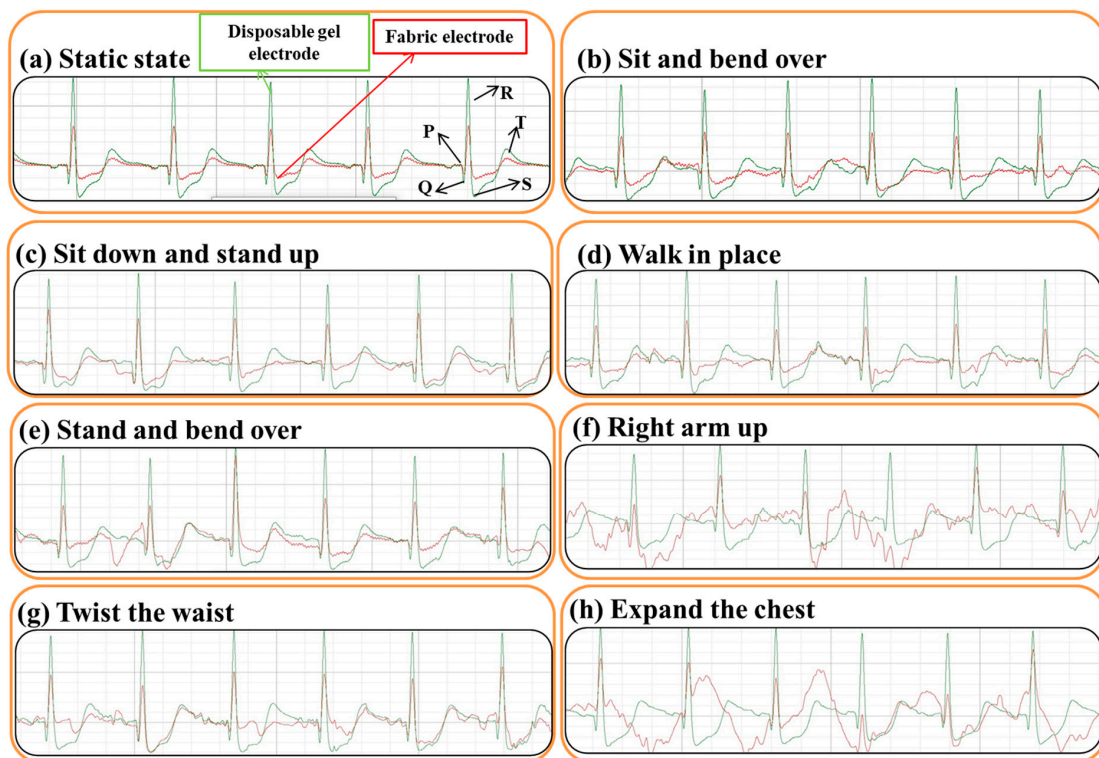 (a) Static state
Disposable gel
electrode
Fabric electrode
R
P
T
Q
S
(b) Sit and bend over
(c) Sit down and stand up
(d) Walk in place
(e) Stand and bend over
(f) Right arm up
(g) Twist the waist
(h) Expand the chest